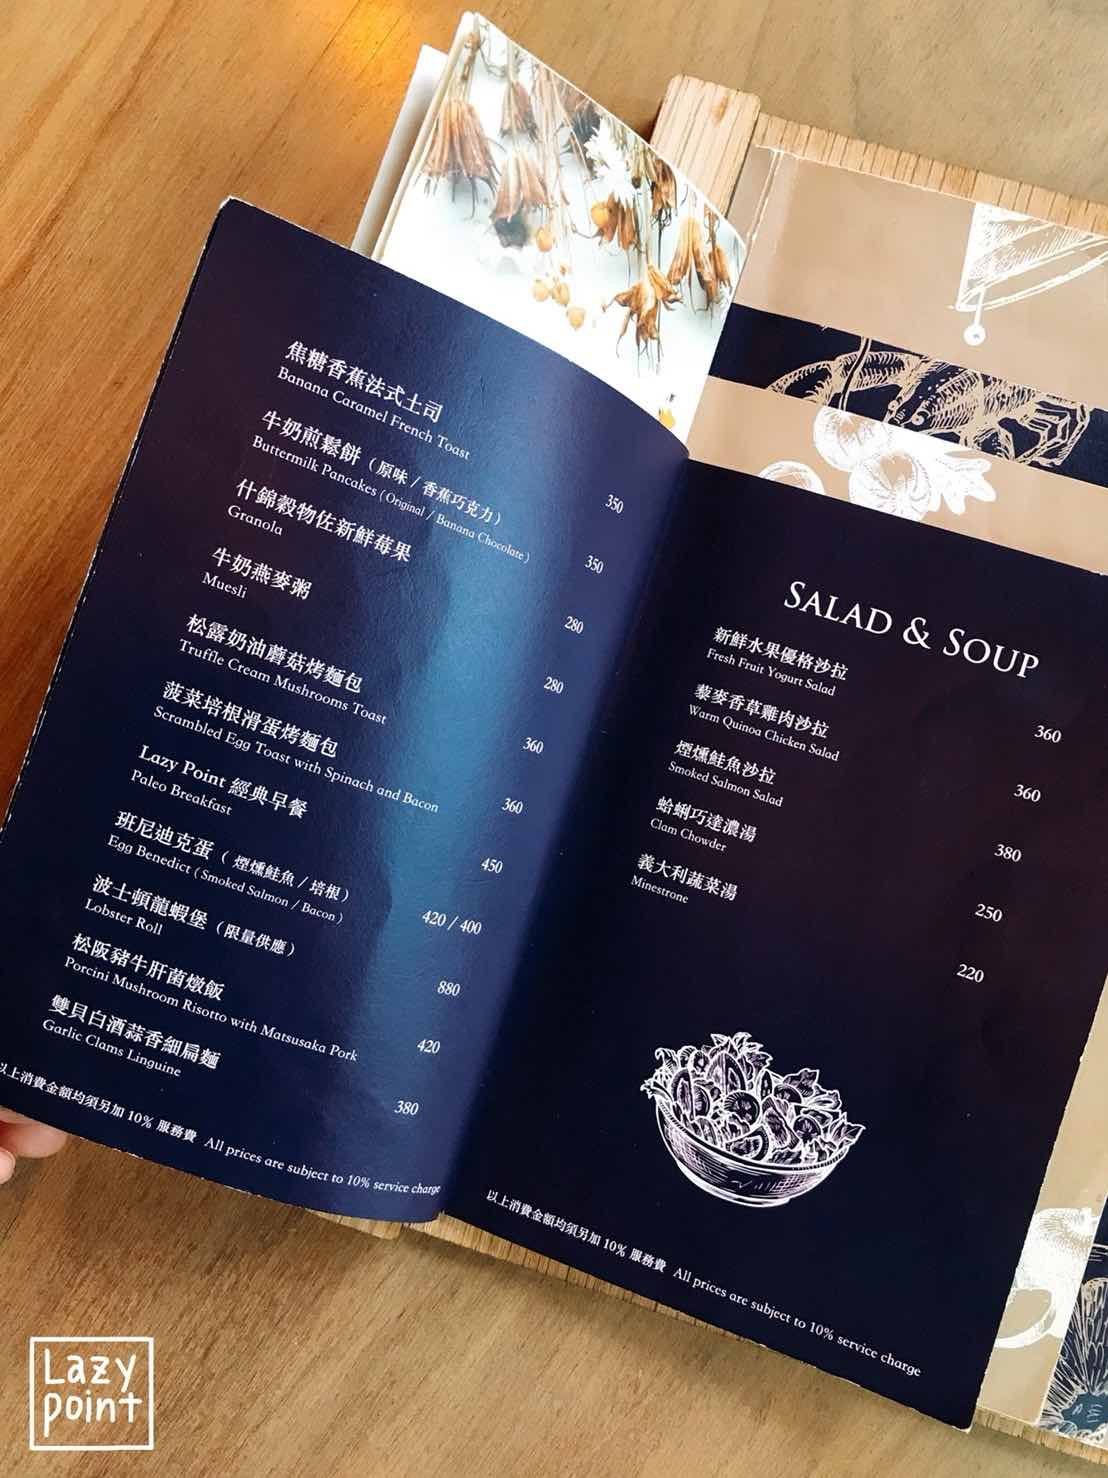 焦糖香蕉法式土司
Banana Caramel French Toast
350
牛奶煎鬆餅（原味 / 香蕉巧克力）
Buttermilk Pancakes ( Original / Banana Chocolate )
350
什錦穀物佐新鮮莓果
Granola
280
牛奶燕麥粥
Muesli
280
松露奶油蘑菇烤麵包
Truffle Cream Mushrooms Toast
360
菠菜培根滑蛋烤麵包
Scrambled Egg Toast with Spinach and Bacon
360
Lazy Point 經典早餐
Paleo Breakfast
450
班尼迪克蛋（煙燻鮭魚 / 培根）
Egg Benedict ( Smoked Salmon / Bacon )
420 / 400
波士頓龍蝦堡（限量供應）
Lobster Roll
880
松阪豬牛肝菌燉飯
Porcini Mushroom Risotto with Matsusaka Pork
420
雙貝白酒蒜香細扁麵
Garlic Clams Linguine
380
以上消費金額均須另加 10% 服務費 All prices are subject to 10% service charge
SALAD & SOUP
新鮮水果優格沙拉
Fresh Fruit Yogurt Salad
360
藜麥香草雞肉沙拉
Warm Quinoa Chicken Salad
360
煙燻鮭魚沙拉
Smoked Salmon Salad
380
蛤蜊巧達濃湯
Clam Chowder
250
義大利蔬菜湯
Minestrone
220
以上消費金額均須另加 10% 服務費 All prices are subject to 10% service charge
Lazy
point